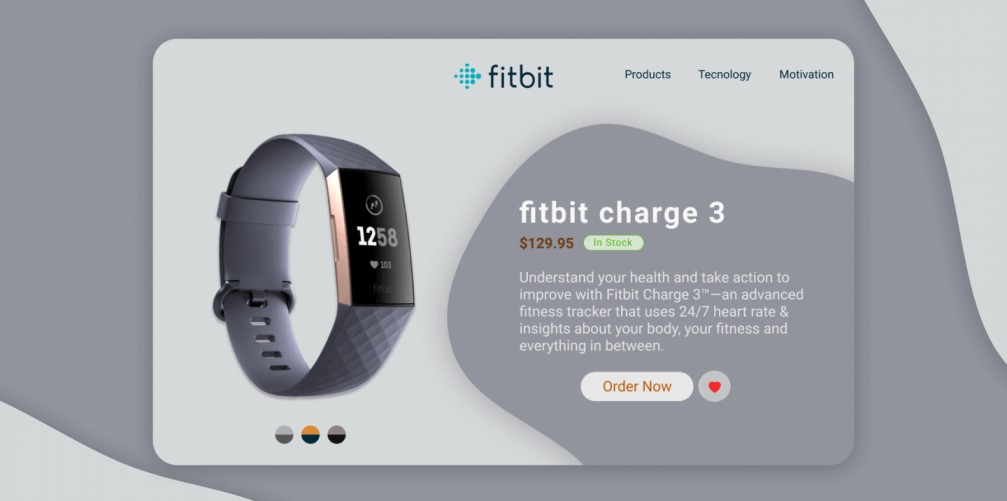 fitbit
Products
Tecnology
Motivation
1258
103
fitbit
fitbit charge 3
$129.95
In Stock
Understand your health and take action to
improve with Fitbit Charge 3™—an advanced
fitness tracker that uses 24/7 heart rate &
insights about your body, your fitness and
everything in between.
Order Now